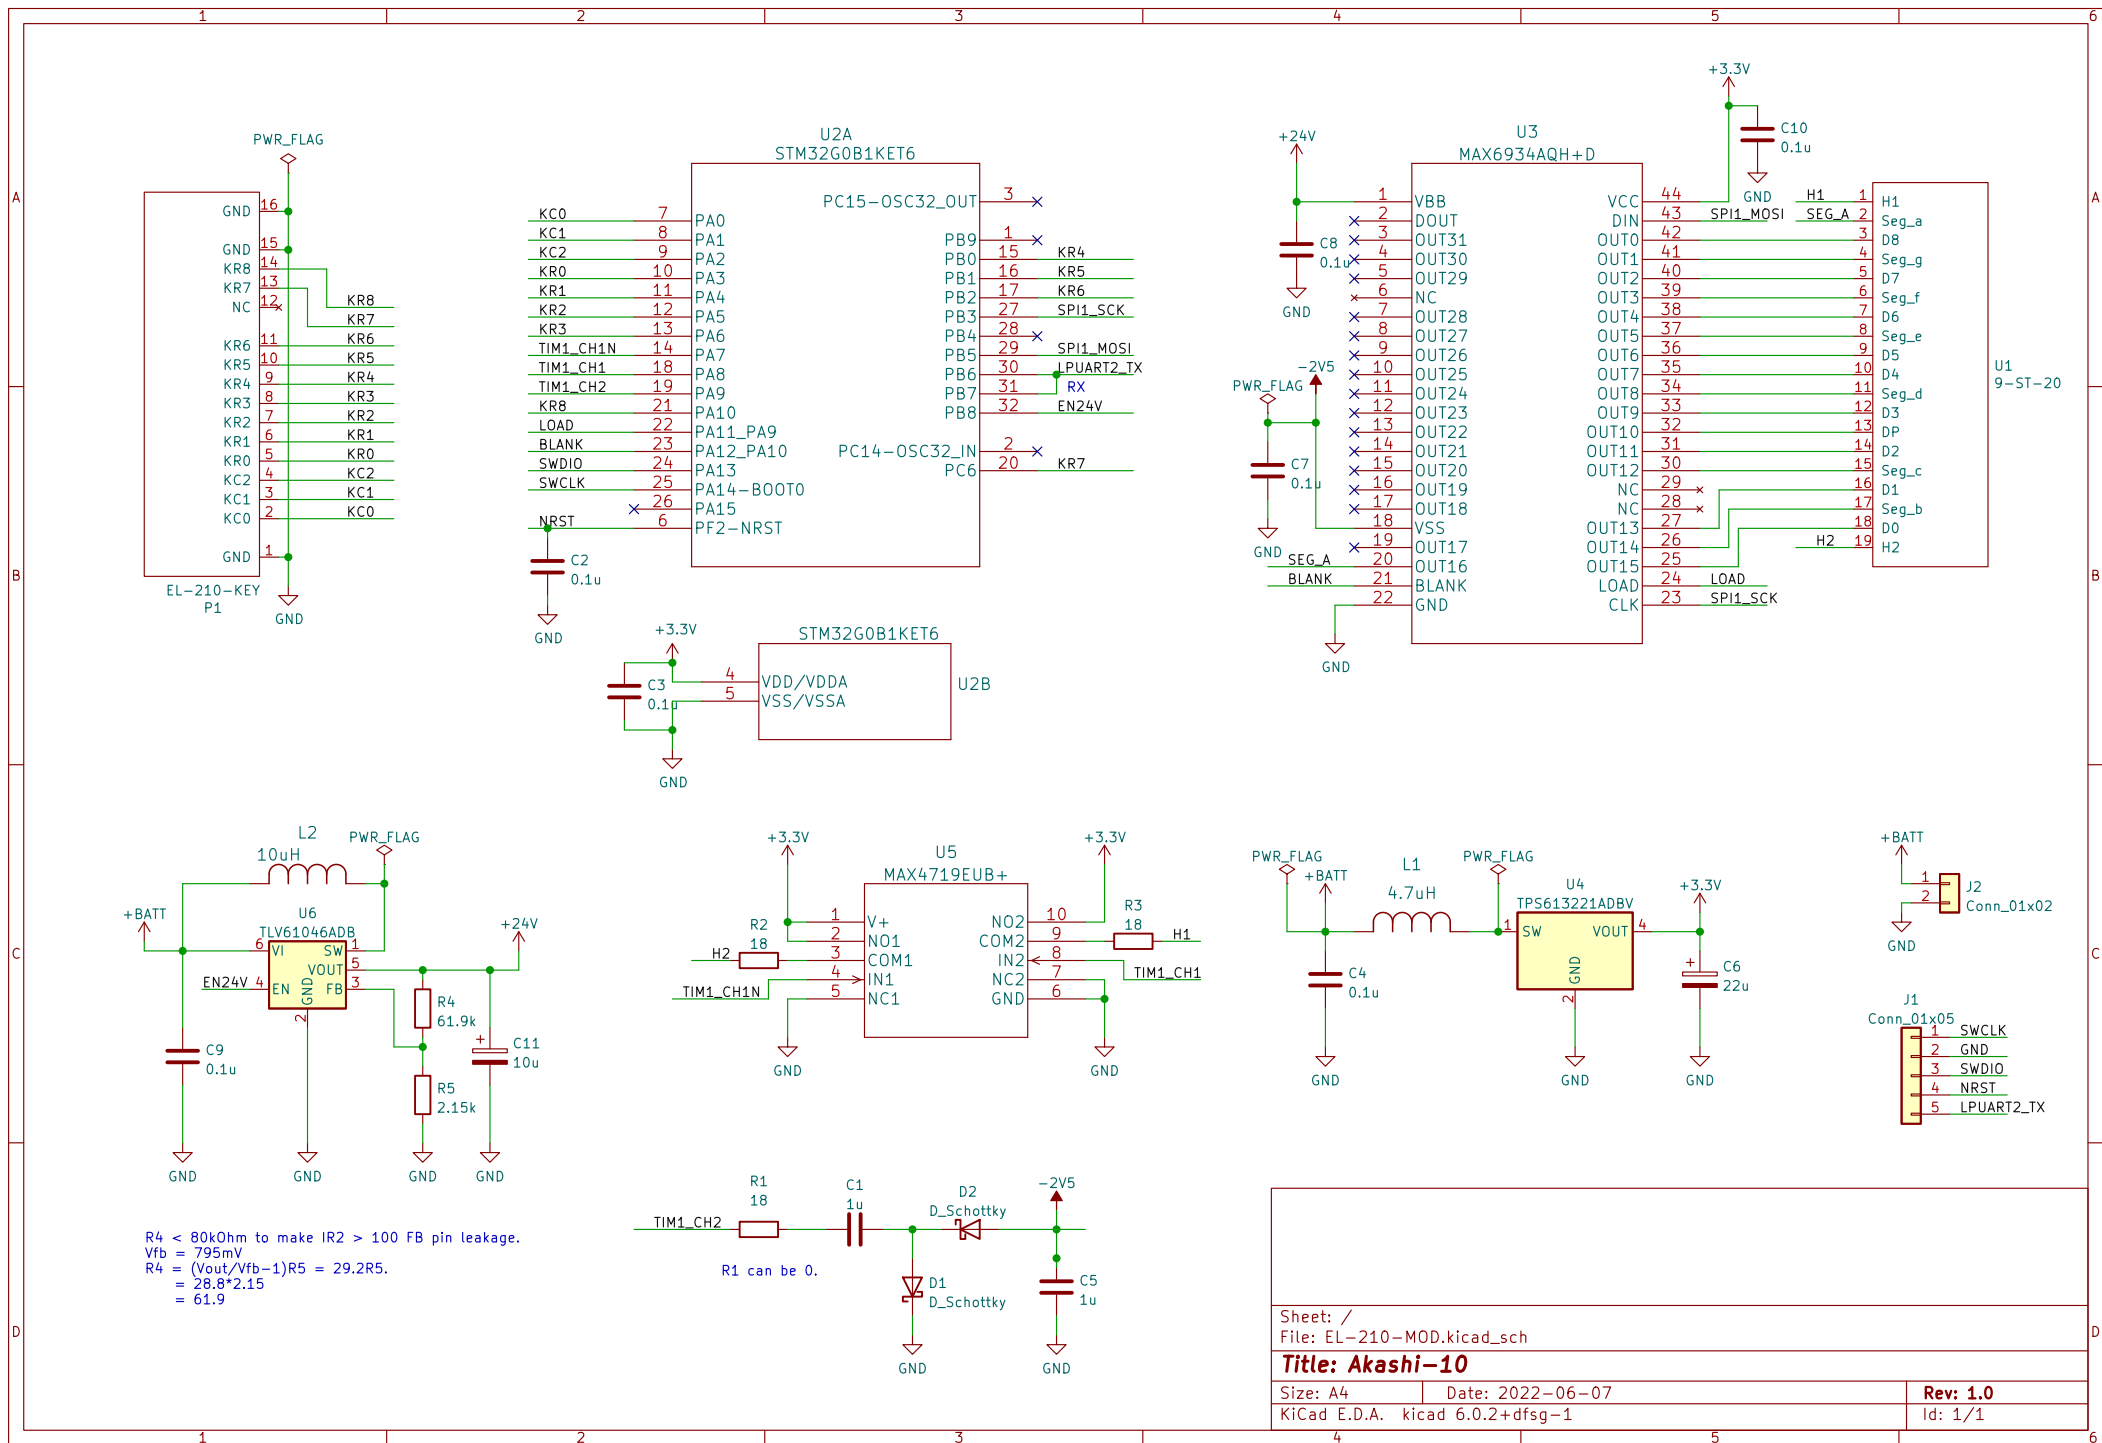 1 2 3 4 5 6
A
B
C
D
PWR_FLAG
GND 16
GND 15
KR8 14
KR7 13
NC 12
KR6 11
KR5 10
KR4 9
KR3 8
KR2 7
KR1 6
KR0 5
KC2 4
KC1 3
KC0 2
GND 1
KR8
KR7
KR6
KR5
KR4
KR3
KR2
KR1
KR0
KC2
KC1
KC0
EL-210-KEY
P1
GND
U2A
STM32G0B1KET6
KC0 7 PA0
KC1 8 PA1
KC2 9 PA2
KR0 10 PA3
KR1 11 PA4
KR2 12 PA5
KR3 13 PA6
TIM1_CH1N 14 PA7
TIM1_CH1 18 PA8
TIM1_CH2 19 PA9
KR8 21 PA10
LOAD 22 PA11_PA9
BLANK 23 PA12_PA10
SWDIO 24 PA13
SWCLK 25 PA14-BOOT0
26 PA15
NRST 6 PF2-NRST
PC15-OSC32_OUT 3
PB9 1
PB0 15 KR4
PB1 16 KR5
PB2 17 KR6
PB3 27 SPI1_SCK
PB4 28
PB5 29 SPI1_MOSI
PB6 30 LPUART2_TX
PB7 31 RX
PB8 32 EN24V
PC14-OSC32_IN 2
PC6 20 KR7
C2
0.1u
GND
+3.3V
STM32G0B1KET6
C3
0.1u
4 VDD/VDDA
5 VSS/VSSA
U2B
GND
+24V
C8
0.1u
GND
-2V5
PWR_FLAG
C7
0.1u
GND
U3
MAX6934AQH+D
1 VBB
2 DOUT
3 OUT31
4 OUT30
5 OUT29
6 NC
7 OUT28
8 OUT27
9 OUT26
10 OUT25
11 OUT24
12 OUT23
13 OUT22
14 OUT21
15 OUT20
16 OUT19
17 OUT18
18 VSS
19 OUT17
SEG_A 20 OUT16
BLANK 21 BLANK
22 GND
GND
VCC 44
DIN 43 SPI1_MOSI
OUT0 42
OUT1 41
OUT2 40
OUT3 39
OUT4 38
OUT5 37
OUT6 36
OUT7 35
OUT8 34
OUT9 33
OUT10 32
OUT11 31
OUT12 30
NC 29
NC 28
OUT13 27
OUT14 26
OUT15 25
LOAD 24 LOAD
CLK 23 SPI1_SCK
+3.3V
C10
0.1u
GND
H1 1 H1
SEG_A 2 Seg_a
3 D8
4 Seg_g
5 D7
6 Seg_f
7 D6
8 Seg_e
9 D5
10 D4
11 Seg_d
12 D3
13 DP
14 D2
15 Seg_c
16 D1
17 Seg_b
18 D0
H2 19 H2
U1
9-ST-20
L2
10uH
PWR_FLAG
+BATT
U6
TLV61046ADB
+24V
6 VI SW 1
VOUT 5
EN24V 4 EN FB 3
GND
2
R4
61.9k
C9
0.1u
C11
10u
R5
2.15k
GND
GND
GND
GND
R4 < 80kOhm to make IR2 > 100 FB pin leakage.
Vfb = 795mV
R4 = (Vout/Vfb-1)R5 = 29.2R5.
= 28.8*2.15
= 61.9
+3.3V
U5
MAX4719EUB+
+3.3V
R2
18
R3
18
1 V+
2 NO1
H2 3 COM1
4 IN1
TIM1_CH1N 5 NC1
NO2 10
COM2 9 H1
IN2 8
NC2 7 TIM1_CH1
GND 6
GND
GND
PWR_FLAG
+BATT
L1
4.7uH
PWR_FLAG
U4
TPS613221ADBV
+3.3V
1 SW VOUT 4
GND
2
C4
0.1u
C6
22u
GND
GND
GND
+BATT
1
2
J2
Conn_01x02
GND
J1
Conn_01x05
1 SWCLK
2 GND
3 SWDIO
4 NRST
5 LPUART2_TX
TIM1_CH2
R1
18
C1
1u
D2
D_Schottky
-2V5
R1 can be 0.
D1
D_Schottky
C5
1u
GND
GND
Sheet: /
File: EL-210-MOD.kicad_sch
Title: Akashi-10
Size: A4 Date: 2022-06-07 Rev: 1.0
KiCad E.D.A. kicad 6.0.2+dfsg-1 Id: 1/1
A
B
C
D
1 2 3 4 5 6